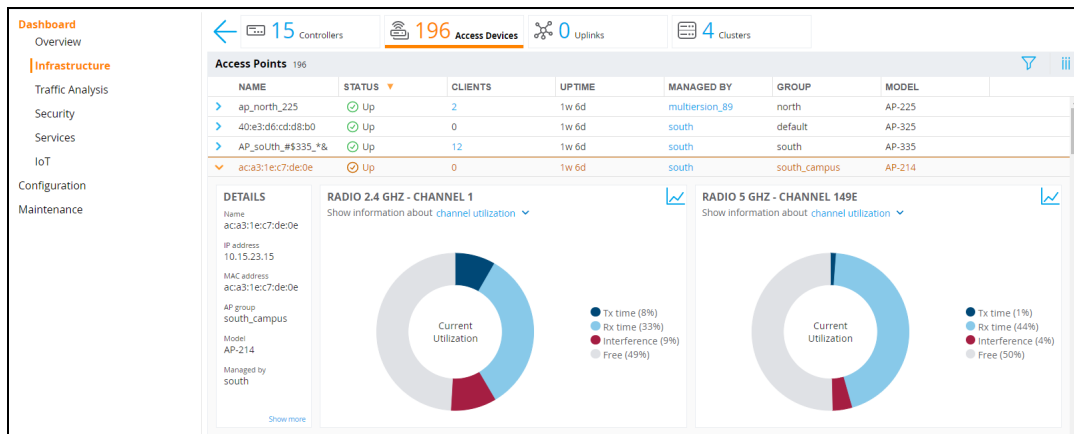 Dashboard
Overview
Infrastructure
Traffic Analysis
Security
Services
IoT
Configuration
Maintenance
15 Controllers
196 Access Devices
0 Uplinks
4 Clusters
Access Points 196
NAME STATUS CLIENTS UPTIME MANAGED BY GROUP MODEL
ap_north_225 Up 2 1w 6d multiersion_89 north AP-225
40:e3:d6:cd:d8:b0 Up 0 1w 6d south default AP-325
AP_soUth_#$335_*& Up 12 1w 6d south south AP-335
ac:a3:1e:c7:de:0e Up 0 1w 6d south south_campus AP-214
DETAILS
Name
ac:a3:1e:c7:de:0e
IP address
10.15.23.15
MAC address
ac:a3:1e:c7:de:0e
AP group
south_campus
Model
AP-214
Managed by
south
Show more
RADIO 2.4 GHZ - CHANNEL 1
Show information about channel utilization
Current
Utilization
Tx time (8%)
Rx time (33%)
Interference (9%)
Free (49%)
RADIO 5 GHZ - CHANNEL 149E
Show information about channel utilization
Current
Utilization
Tx time (1%)
Rx time (44%)
Interference (4%)
Free (50%)